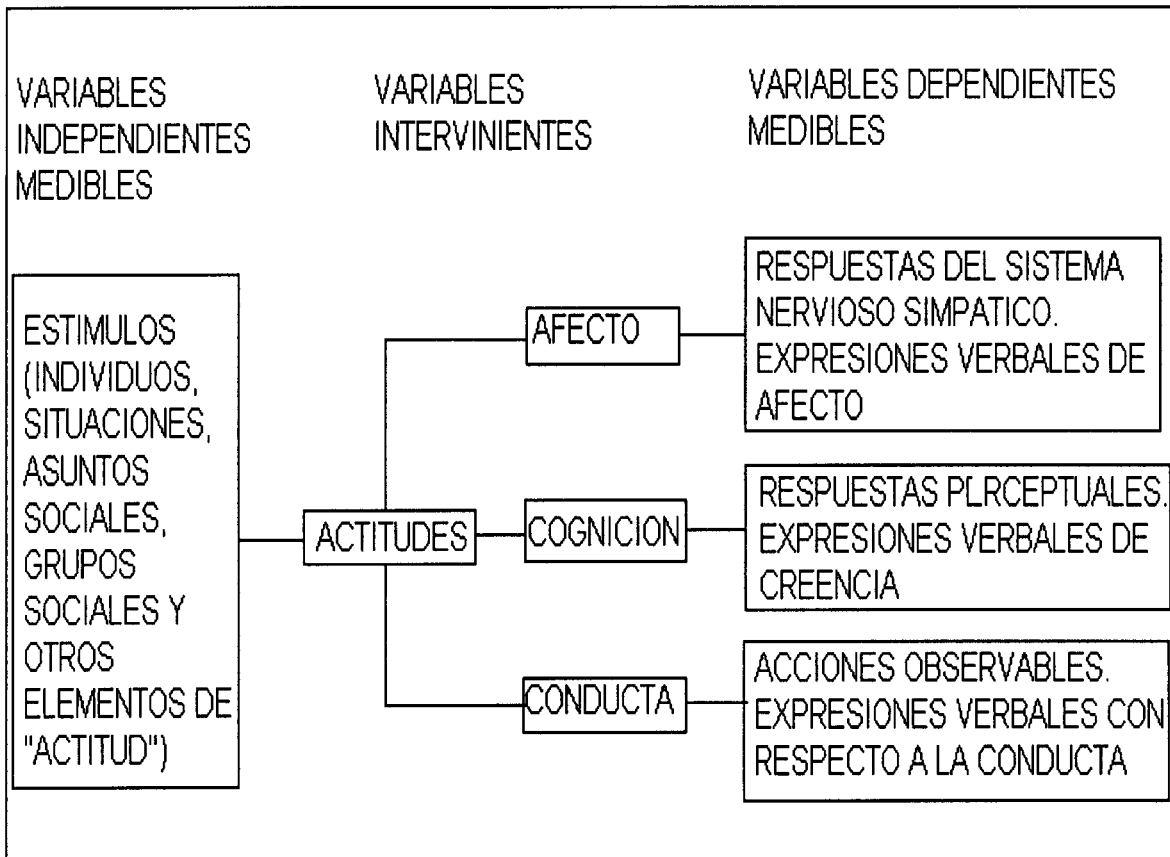 VARIABLES
INDEPENDIENTES
MEDIBLES
VARIABLES
INTERVINIENTES
VARIABLES DEPENDIENTES
MEDIBLES
ESTIMULOS
(INDIVIDUOS,
SITUACIONES,
ASUNTOS
SOCIALES,
GRUPOS
SOCIALES Y
OTROS
ELEMENTOS DE
"ACTITUD")
ACTITUDES
AFECTO
RESPUESTAS DEL SISTEMA
NERVIOSO SIMPATICO.
EXPRESIONES VERBALES DE
AFECTO
COGNICION
RESPUESTAS PLRCEPTUALES.
EXPRESIONES VERBALES DE
CREENCIA
CONDUCTA
ACCIONES OBSERVABLES.
EXPRESIONES VERBALES CON
RESPECTO A LA CONDUCTA